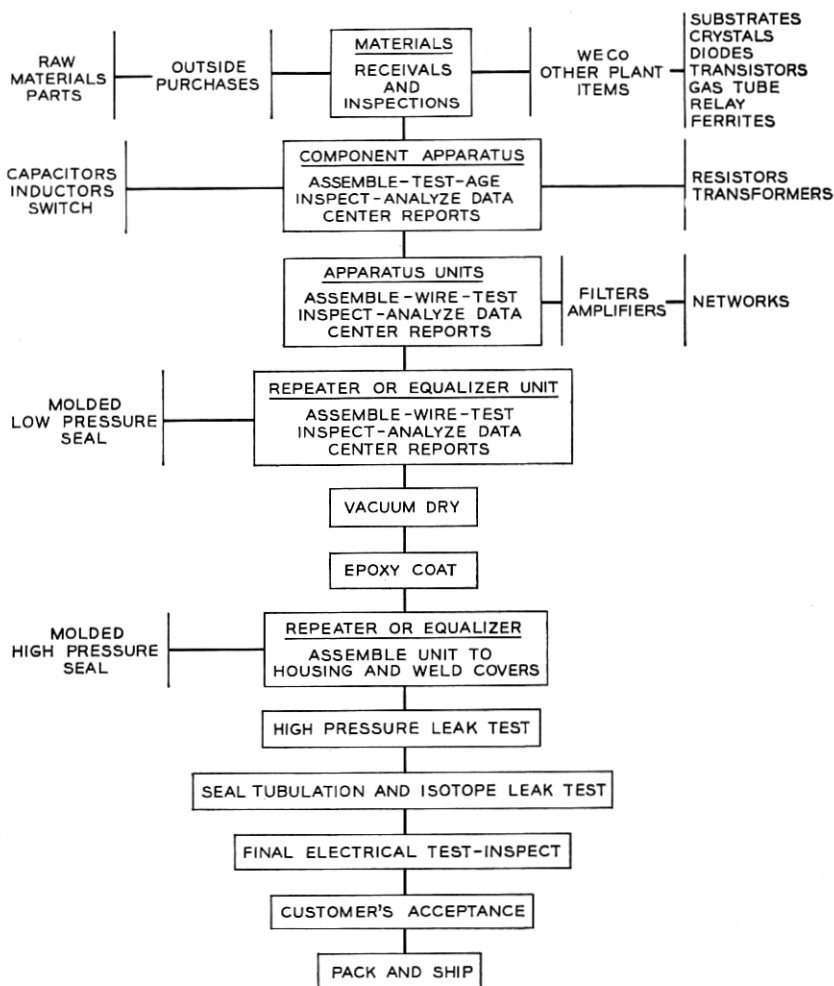 RAW
MATERIALS
PARTS
OUTSIDE
PURCHASES
MATERIALS
RECEIVALS
AND
INSPECTIONS
WECO
OTHER PLANT
ITEMS
SUBSTRATES
CRYSTALS
DIODES
TRANSISTORS
GAS TUBE
RELAY
FERRITES
CAPACITORS
INDUCTORS
SWITCH
COMPONENT APPARATUS
ASSEMBLE-TEST-AGE
INSPECT-ANALYZE DATA
CENTER REPORTS
RESISTORS
TRANSFORMERS
APPARATUS UNITS
ASSEMBLE-WIRE-TEST
INSPECT-ANALYZE DATA
CENTER REPORTS
FILTERS
AMPLIFIERS
NETWORKS
MOLDED
LOW PRESSURE
SEAL
REPEATER OR EQUALIZER UNIT
ASSEMBLE-WIRE-TEST
INSPECT-ANALYZE DATA
CENTER REPORTS
VACUUM DRY
EPOXY COAT
MOLDED
HIGH PRESSURE
SEAL
REPEATER OR EQUALIZER
ASSEMBLE UNIT TO
HOUSING AND WELD COVERS
HIGH PRESSURE LEAK TEST
SEAL TUBULATION AND ISOTOPE LEAK TEST
FINAL ELECTRICAL TEST-INSPECT
CUSTOMER'S ACCEPTANCE
PACK AND SHIP